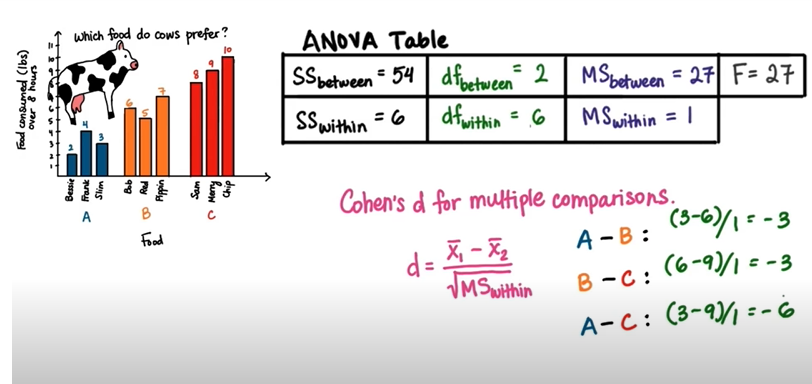 Which food do cows prefer?
Food consumed (lbs)
over 8 hours
11
10
9
8
7
6
5
4
3
2
1
2
4
3
6
5
7
8
9
10
Bessie
Frank
Slim
Bob
Red
Pippin
Sam
Merry
Chip
A
B
C
Food
ANOVA Table
SSbetween = 54 dfbetween = 2 MSbetween = 27 F = 27
SSwithin = 6 dfwithin = 6 MSwithin = 1
Cohen's d for multiple comparisons.
d = x̄₁ - x̄₂
√MSwithin
A - B : (3-6)/1 = -3
B - C : (6-9)/1 = -3
A - C : (3-9)/1 = -6